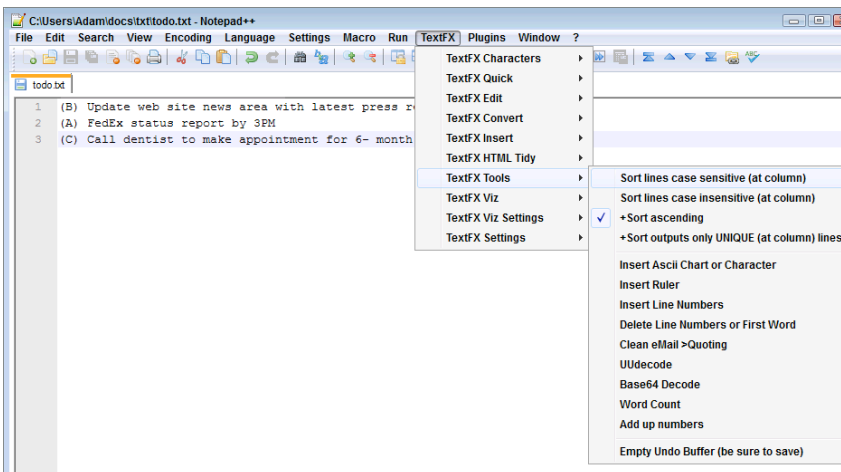 C:\Users\Adam\docs\txt\todo.txt - Notepad++
File Edit Search View Encoding Language Settings Macro Run TextFX Plugins Window ?
todo.txt
1 (B) Update web site news area with latest press
2 (A) FedEx status report by 3PM
3 (C) Call dentist to make appointment for 6- month
TextFX Characters
TextFX Quick
TextFX Edit
TextFX Convert
TextFX Insert
TextFX HTML Tidy
TextFX Tools
TextFX Viz
TextFX Viz Settings
TextFX Settings
Sort lines case sensitive (at column)
Sort lines case insensitive (at column)
+Sort ascending
+Sort outputs only UNIQUE (at column) lines
Insert Ascii Chart or Character
Insert Ruler
Insert Line Numbers
Delete Line Numbers or First Word
Clean eMail >Quoting
UUdecode
Base64 Decode
Word Count
Add up numbers
Empty Undo Buffer (be sure to save)